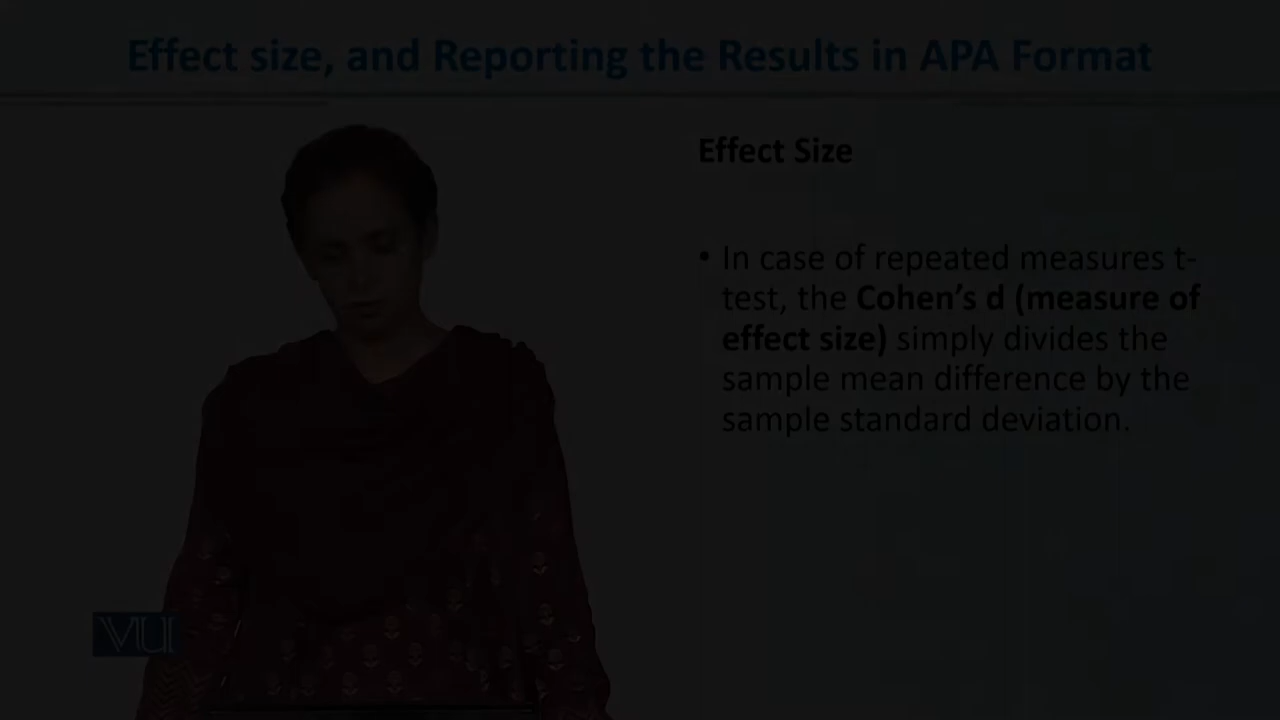 Effect size, and Reporting the Results in APA Format
Effect Size
• In case of repeated measures t-
test, the Cohen’s d (measure of
effect size) simply divides the
sample mean difference by the
sample standard deviation.
VU